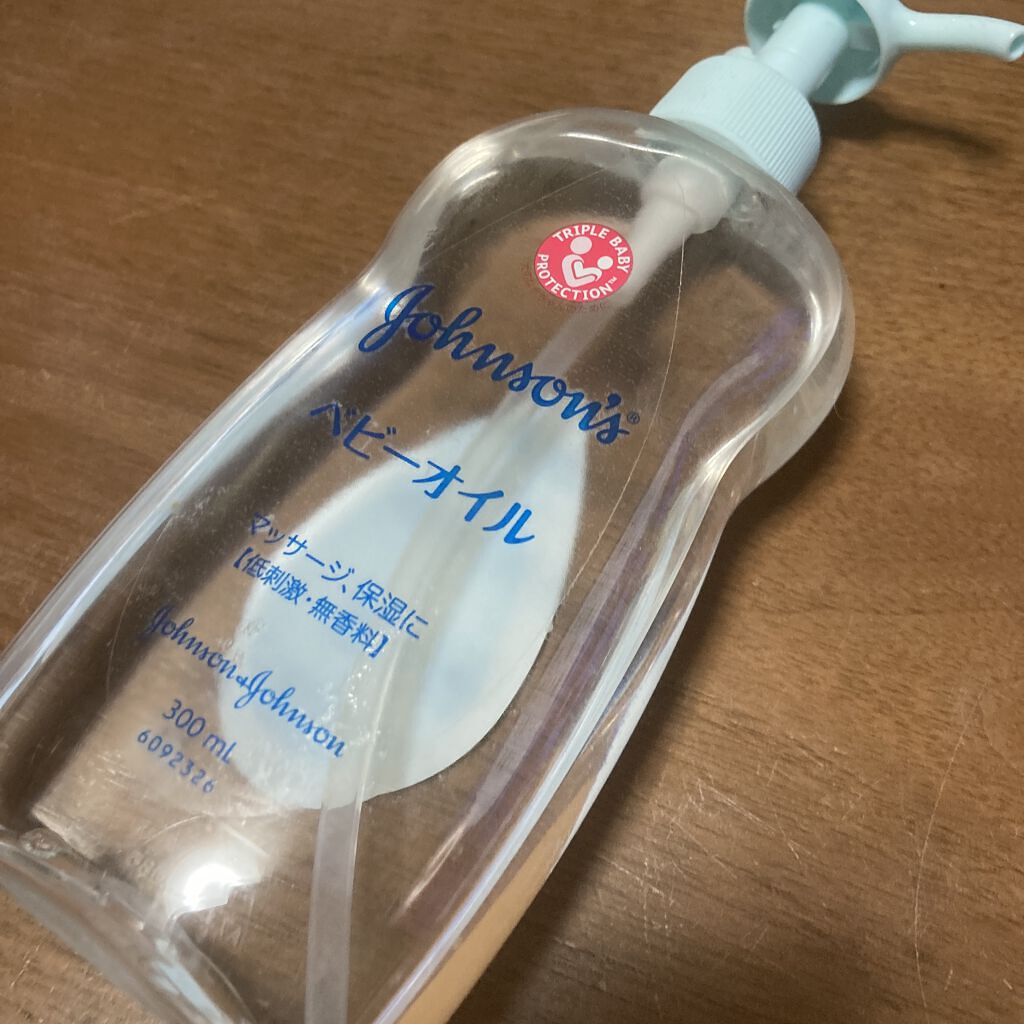 TRIPLE BABY
PROTECTION™
Johnson's®
ベビーオイル
マッサージ、保湿に
【低刺激・無香料】
Johnson+Johnson
300 mL
6092326